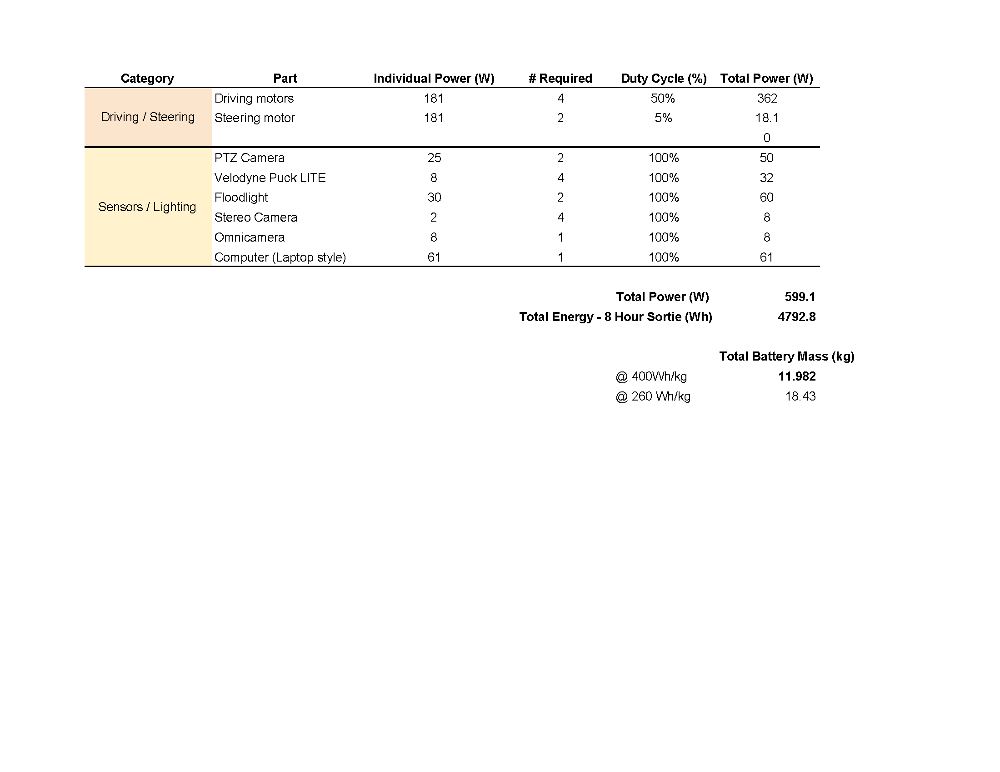 Category Part Individual Power (W) # Required Duty Cycle (%) Total Power (W)
Driving / Steering
Driving motors 181 4 50% 362
Steering motor 181 2 5% 18.1
0
Sensors / Lighting
PTZ Camera 25 2 100% 50
Velodyne Puck LITE 8 4 100% 32
Floodlight 30 2 100% 60
Stereo Camera 2 4 100% 8
Omnicamera 8 1 100% 8
Computer (Laptop style) 61 1 100% 61
Total Power (W) 599.1
Total Energy - 8 Hour Sortie (Wh) 4792.8
Total Battery Mass (kg)
@ 400Wh/kg 11.982
@ 260 Wh/kg 18.43